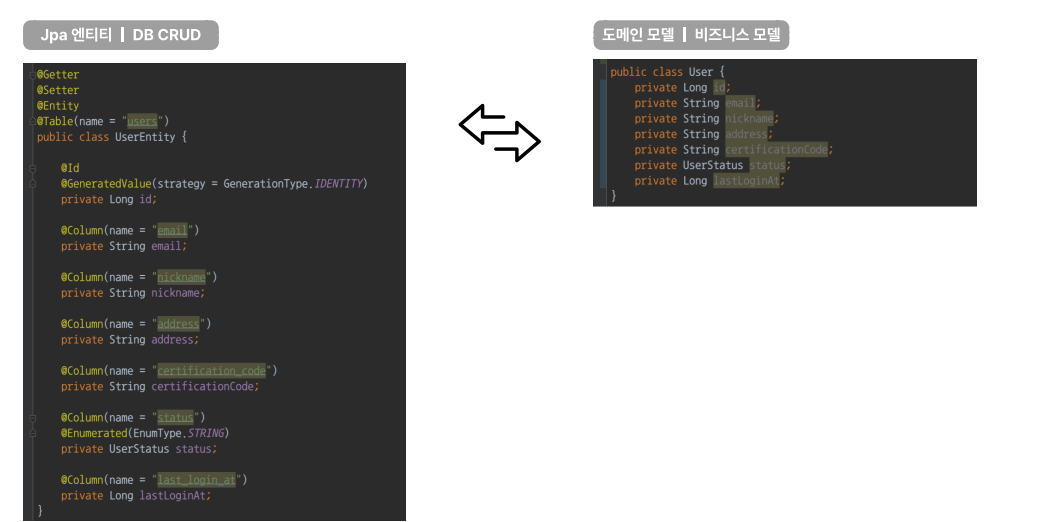 Jpa 엔티티 | DB CRUD
@Getter
@Setter
@Entity
@Table(name = "users")
public class UserEntity {
@Id
@GeneratedValue(strategy = GenerationType.IDENTITY)
private Long id;
@Column(name = "email")
private String email;
@Column(name = "nickname")
private String nickname;
@Column(name = "address")
private String address;
@Column(name = "certification_code")
private String certificationCode;
@Column(name = "status")
@Enumerated(EnumType.STRING)
private UserStatus status;
@Column(name = "last_login_at")
private Long lastLoginAt;
}
도메인 모델 | 비즈니스 모델
public class User {
private Long id;
private String email;
private String nickname;
private String address;
private String certificationCode;
private UserStatus status;
private Long lastLoginAt;
}